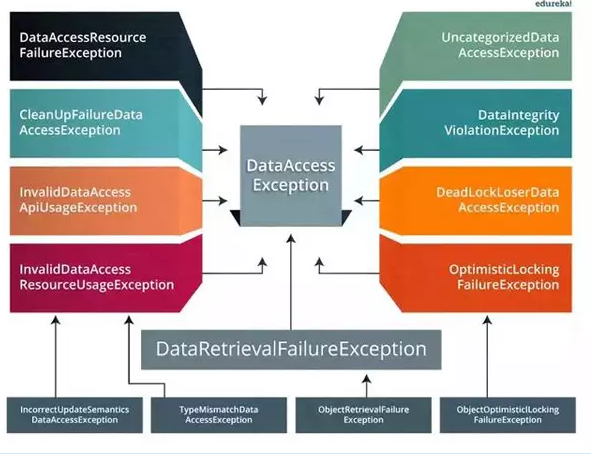 edureka!
DataAccessResource
FailureException
UncategorizedData
AccessException
CleanUpFailureData
AccessException
DataIntegrity
ViolationException
DataAccess
Exception
InvalidDataAccess
ApiUsageException
DeadLockLoserData
AccessException
InvalidDataAccess
ResourceUsageException
OptimisticLocking
FailureException
DataRetrievalFailureException
IncorrectUpdateSemantics
DataAccessException
TypeMismatchData
AccessException
ObjectRetrievalFailure
Exception
ObjectOptimisticlLocking
FailureException